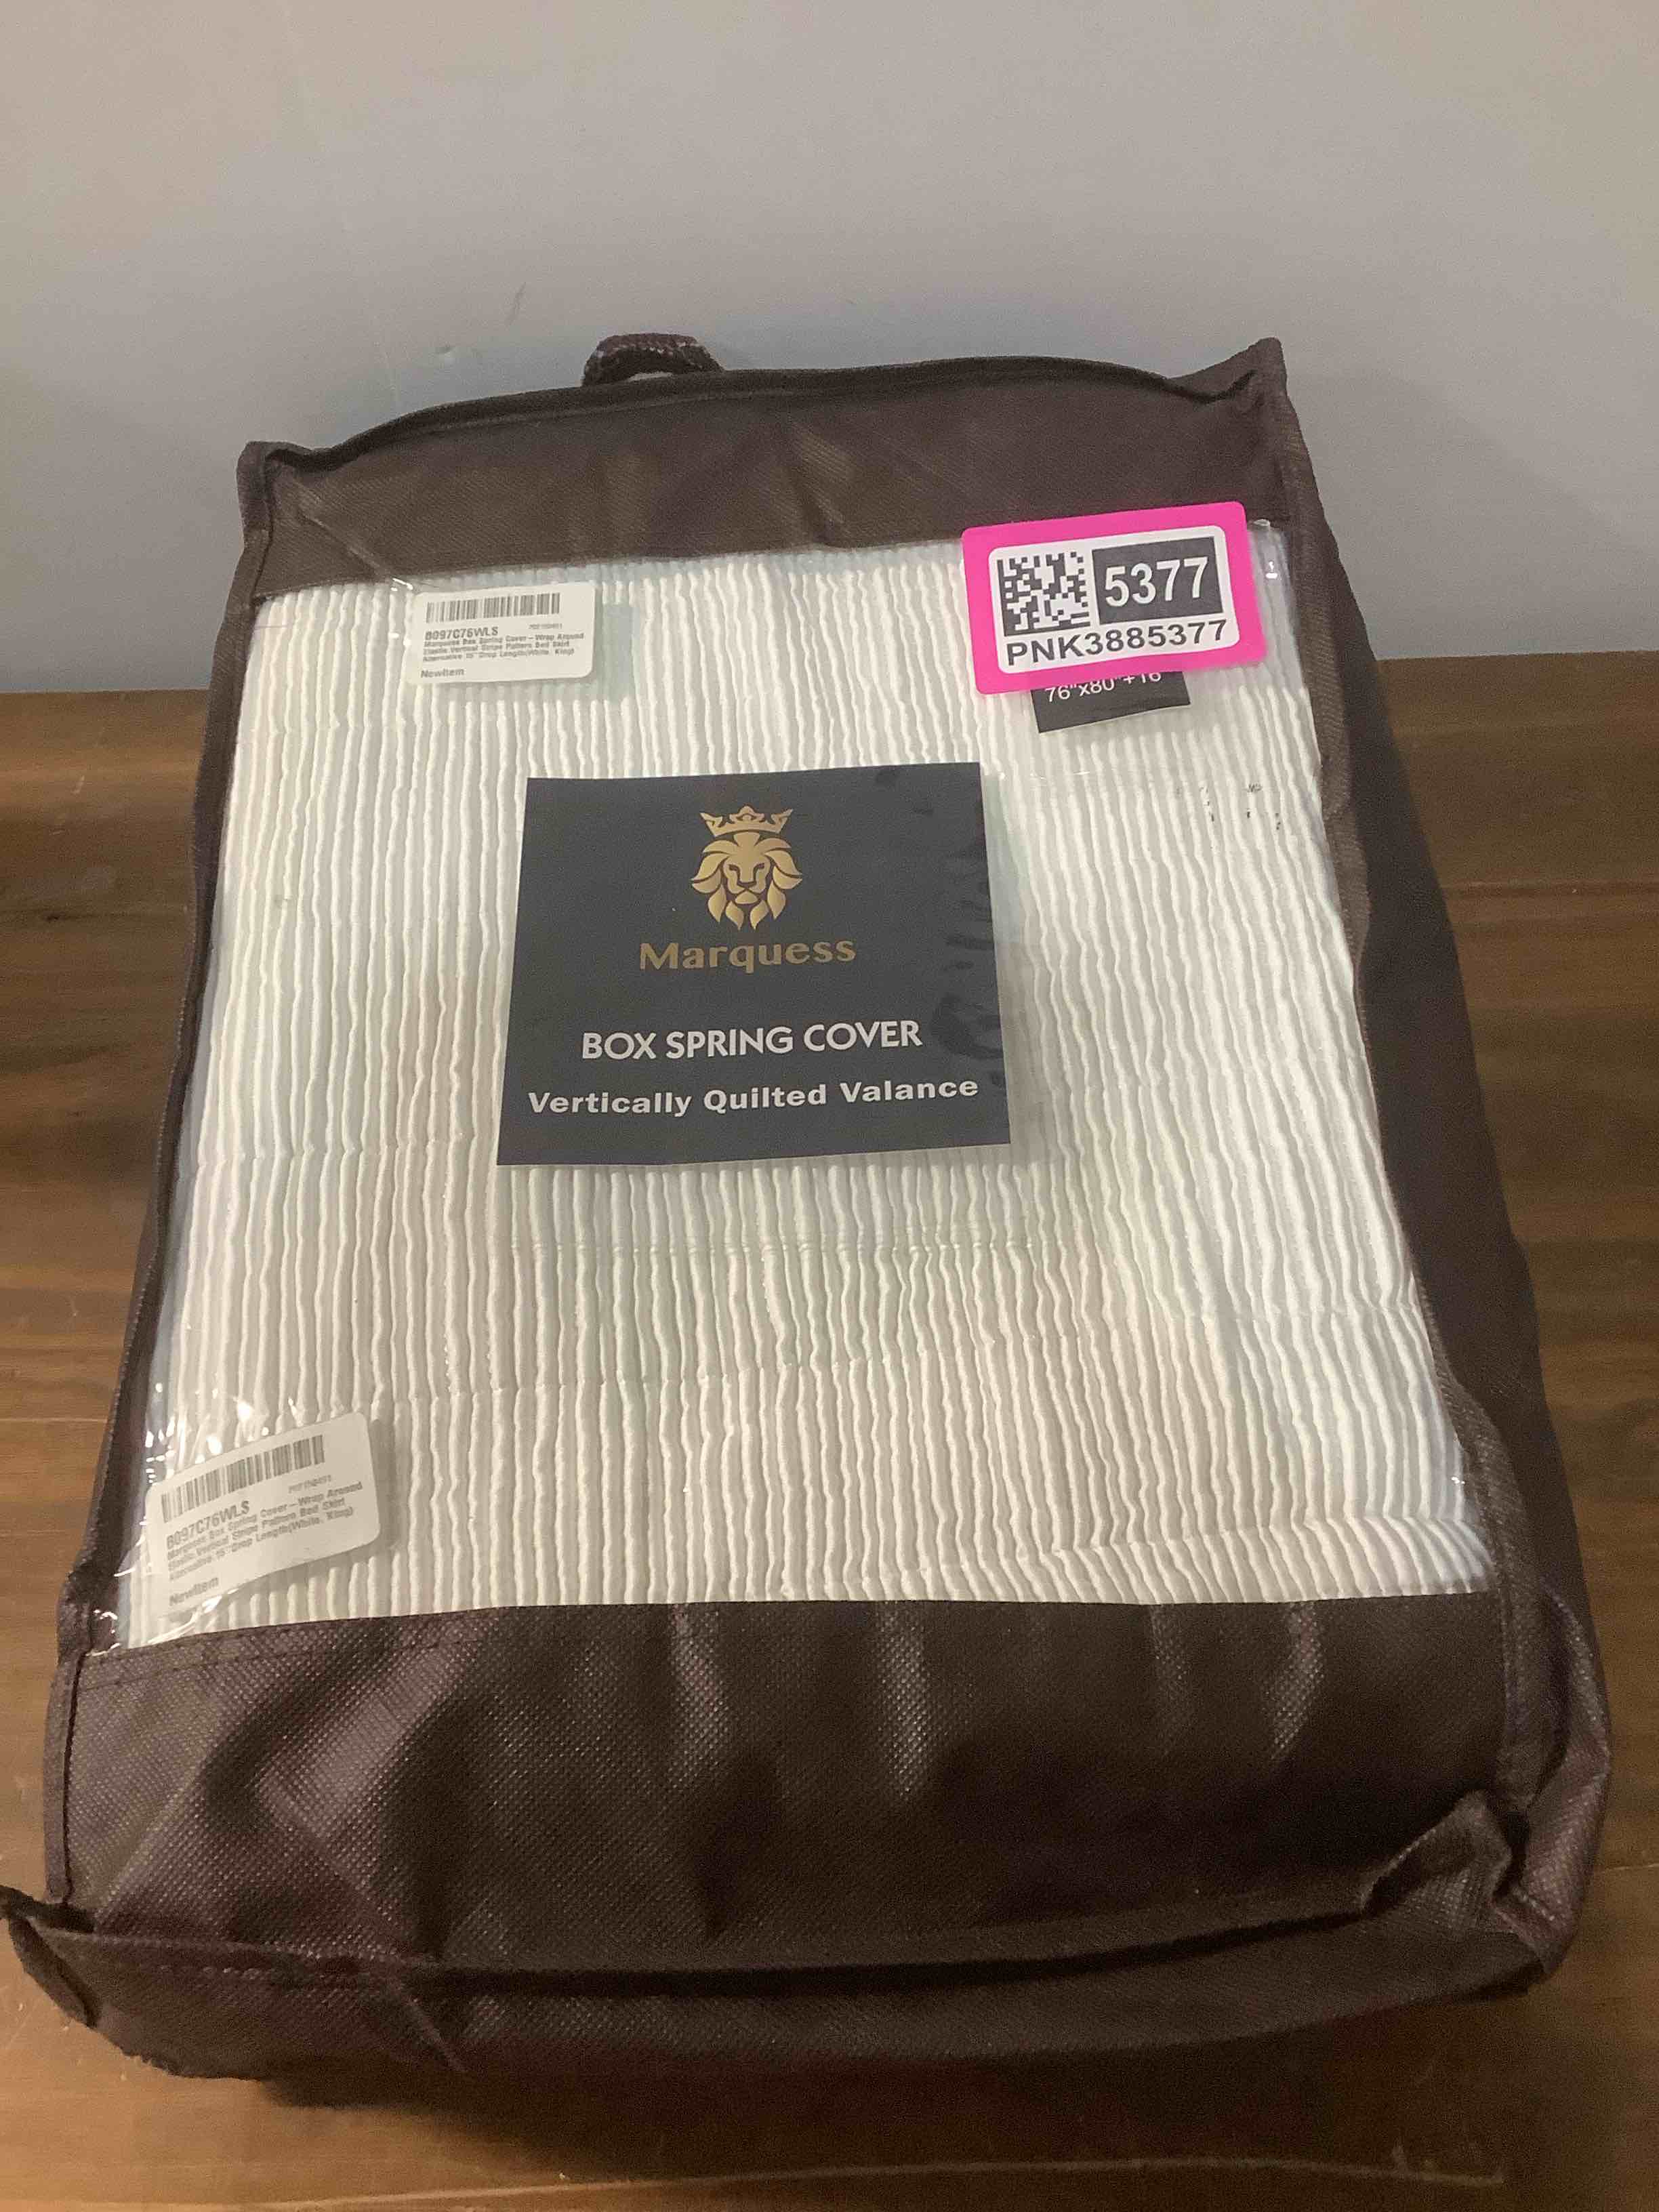 5377
PNK3885377
76"x80"+16"
B097C76WLS
Marquess Box Spring Cover – Wrap Around
Elastic Vertical Stripe Pattern Bed Skirt
Alternative 15" Drop Length(White, King)
NewItem
Marquess
BOX SPRING COVER
Vertically Quilted Valance
B097C76WLS
Marquess Box Spring Cover – Wrap Around
Elastic Vertical Stripe Pattern Bed Skirt
Alternative 15" Drop Length(White, King)
NewItem